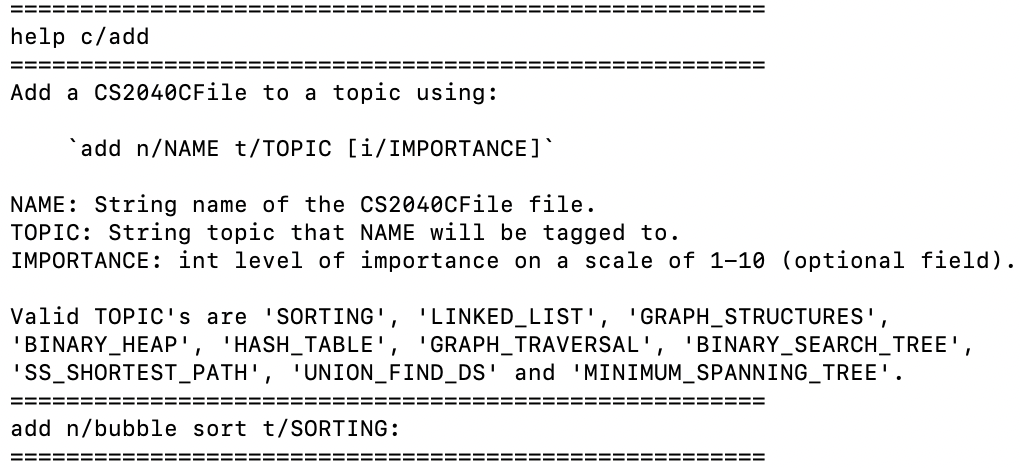 ======================================================
help c/add
======================================================
Add a CS2040CFile to a topic using:
`add n/NAME t/TOPIC [i/IMPORTANCE]`
NAME: String name of the CS2040CFile file.
TOPIC: String topic that NAME will be tagged to.
IMPORTANCE: int level of importance on a scale of 1-10 (optional field).
Valid TOPIC's are 'SORTING', 'LINKED_LIST', 'GRAPH_STRUCTURES',
'BINARY_HEAP', 'HASH_TABLE', 'GRAPH_TRAVERSAL', 'BINARY_SEARCH_TREE',
'SS_SHORTEST_PATH', 'UNION_FIND_DS' and 'MINIMUM_SPANNING_TREE'.
======================================================
add n/bubble sort t/SORTING:
======================================================